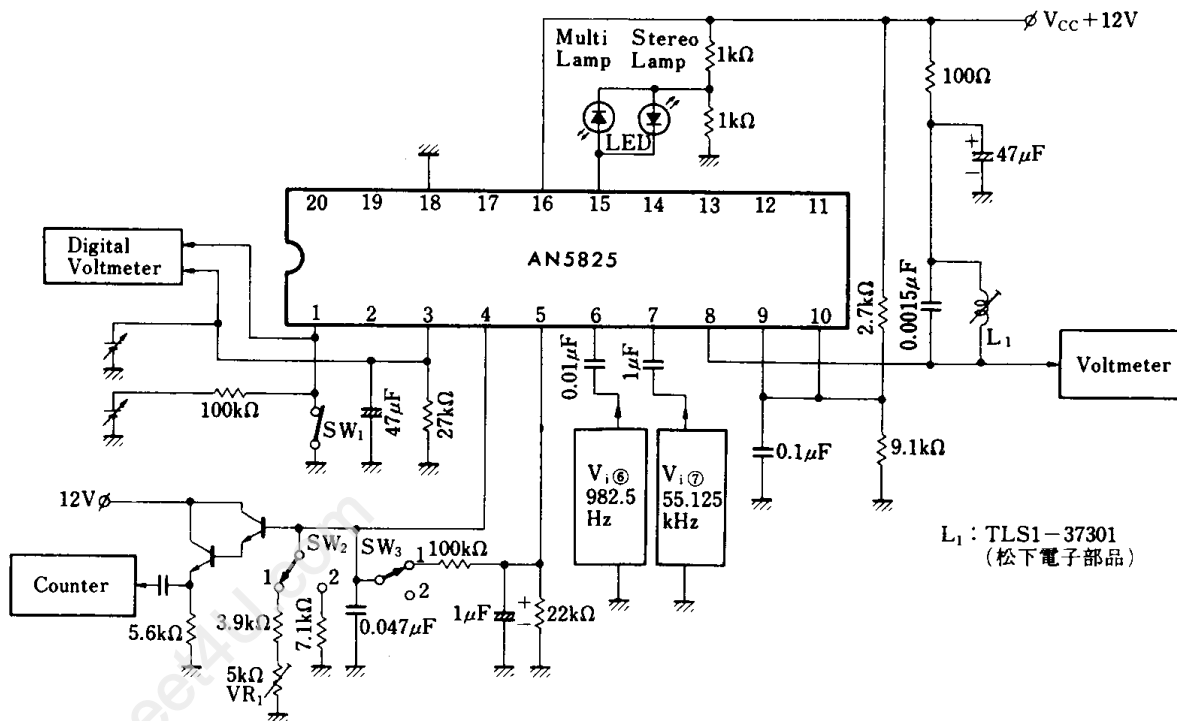 V_CC +12V
Multi Lamp
Stereo Lamp
1kΩ
1kΩ
LED
100Ω
+
47μF
−
20 19 18 17 16 15 14 13 12 11
AN5825
1 2 3 4 5 6 7 8 9 10
Digital Voltmeter
100kΩ
SW₁
47μF
27kΩ
0.01μF
1μF
2.7kΩ
0.0015μF
L₁
Voltmeter
V_i⑥ 982.5 Hz
V_i⑦ 55.125 kHz
0.1μF
9.1kΩ
L₁: TLS1-37301
(松下電子部品)
12V
Counter
5.6kΩ
SW₂
1
2
3.9kΩ
7.1kΩ
5kΩ
VR₁
SW₃
1
2
100kΩ
0.047μF
1μF
+
−
22kΩ
eet4U.com